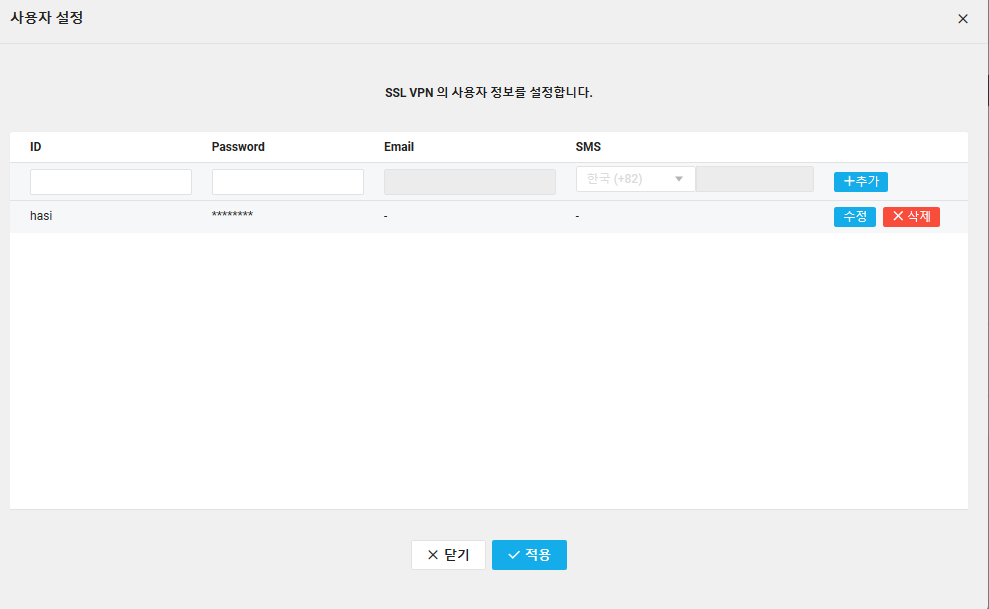 사용자 설정
SSL VPN 의 사용자 정보를 설정합니다.
ID Password Email SMS
한국 (+82) +추가
hasi ******** - - 수정 × 삭제
× 닫기 ✓ 적용